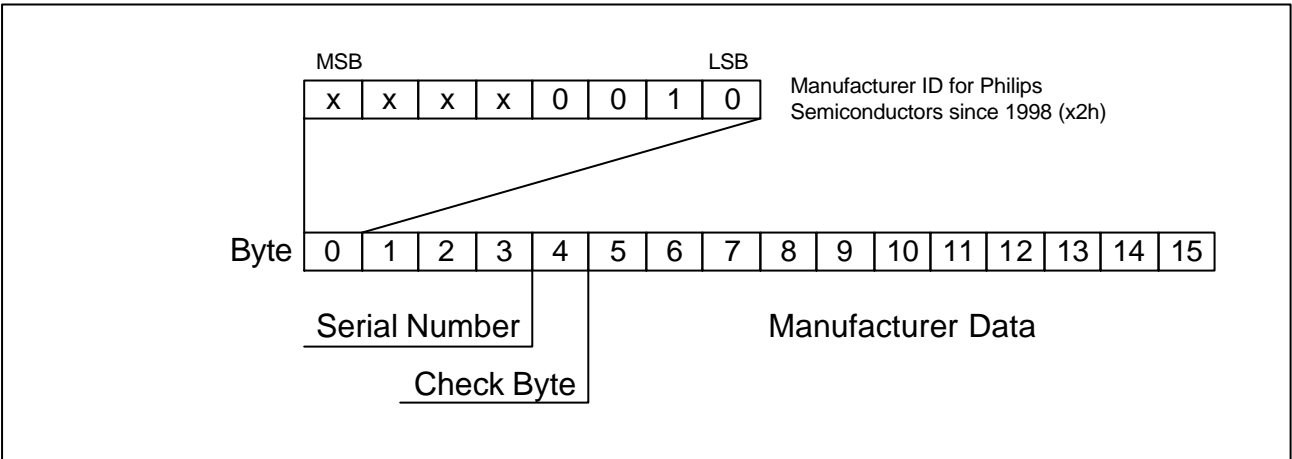 MSB LSB
x x x x 0 0 1 0
Manufacturer ID for Philips
Semiconductors since 1998 (x2h)
Byte 0 1 2 3 4 5 6 7 8 9 10 11 12 13 14 15
Serial Number Manufacturer Data
Check Byte